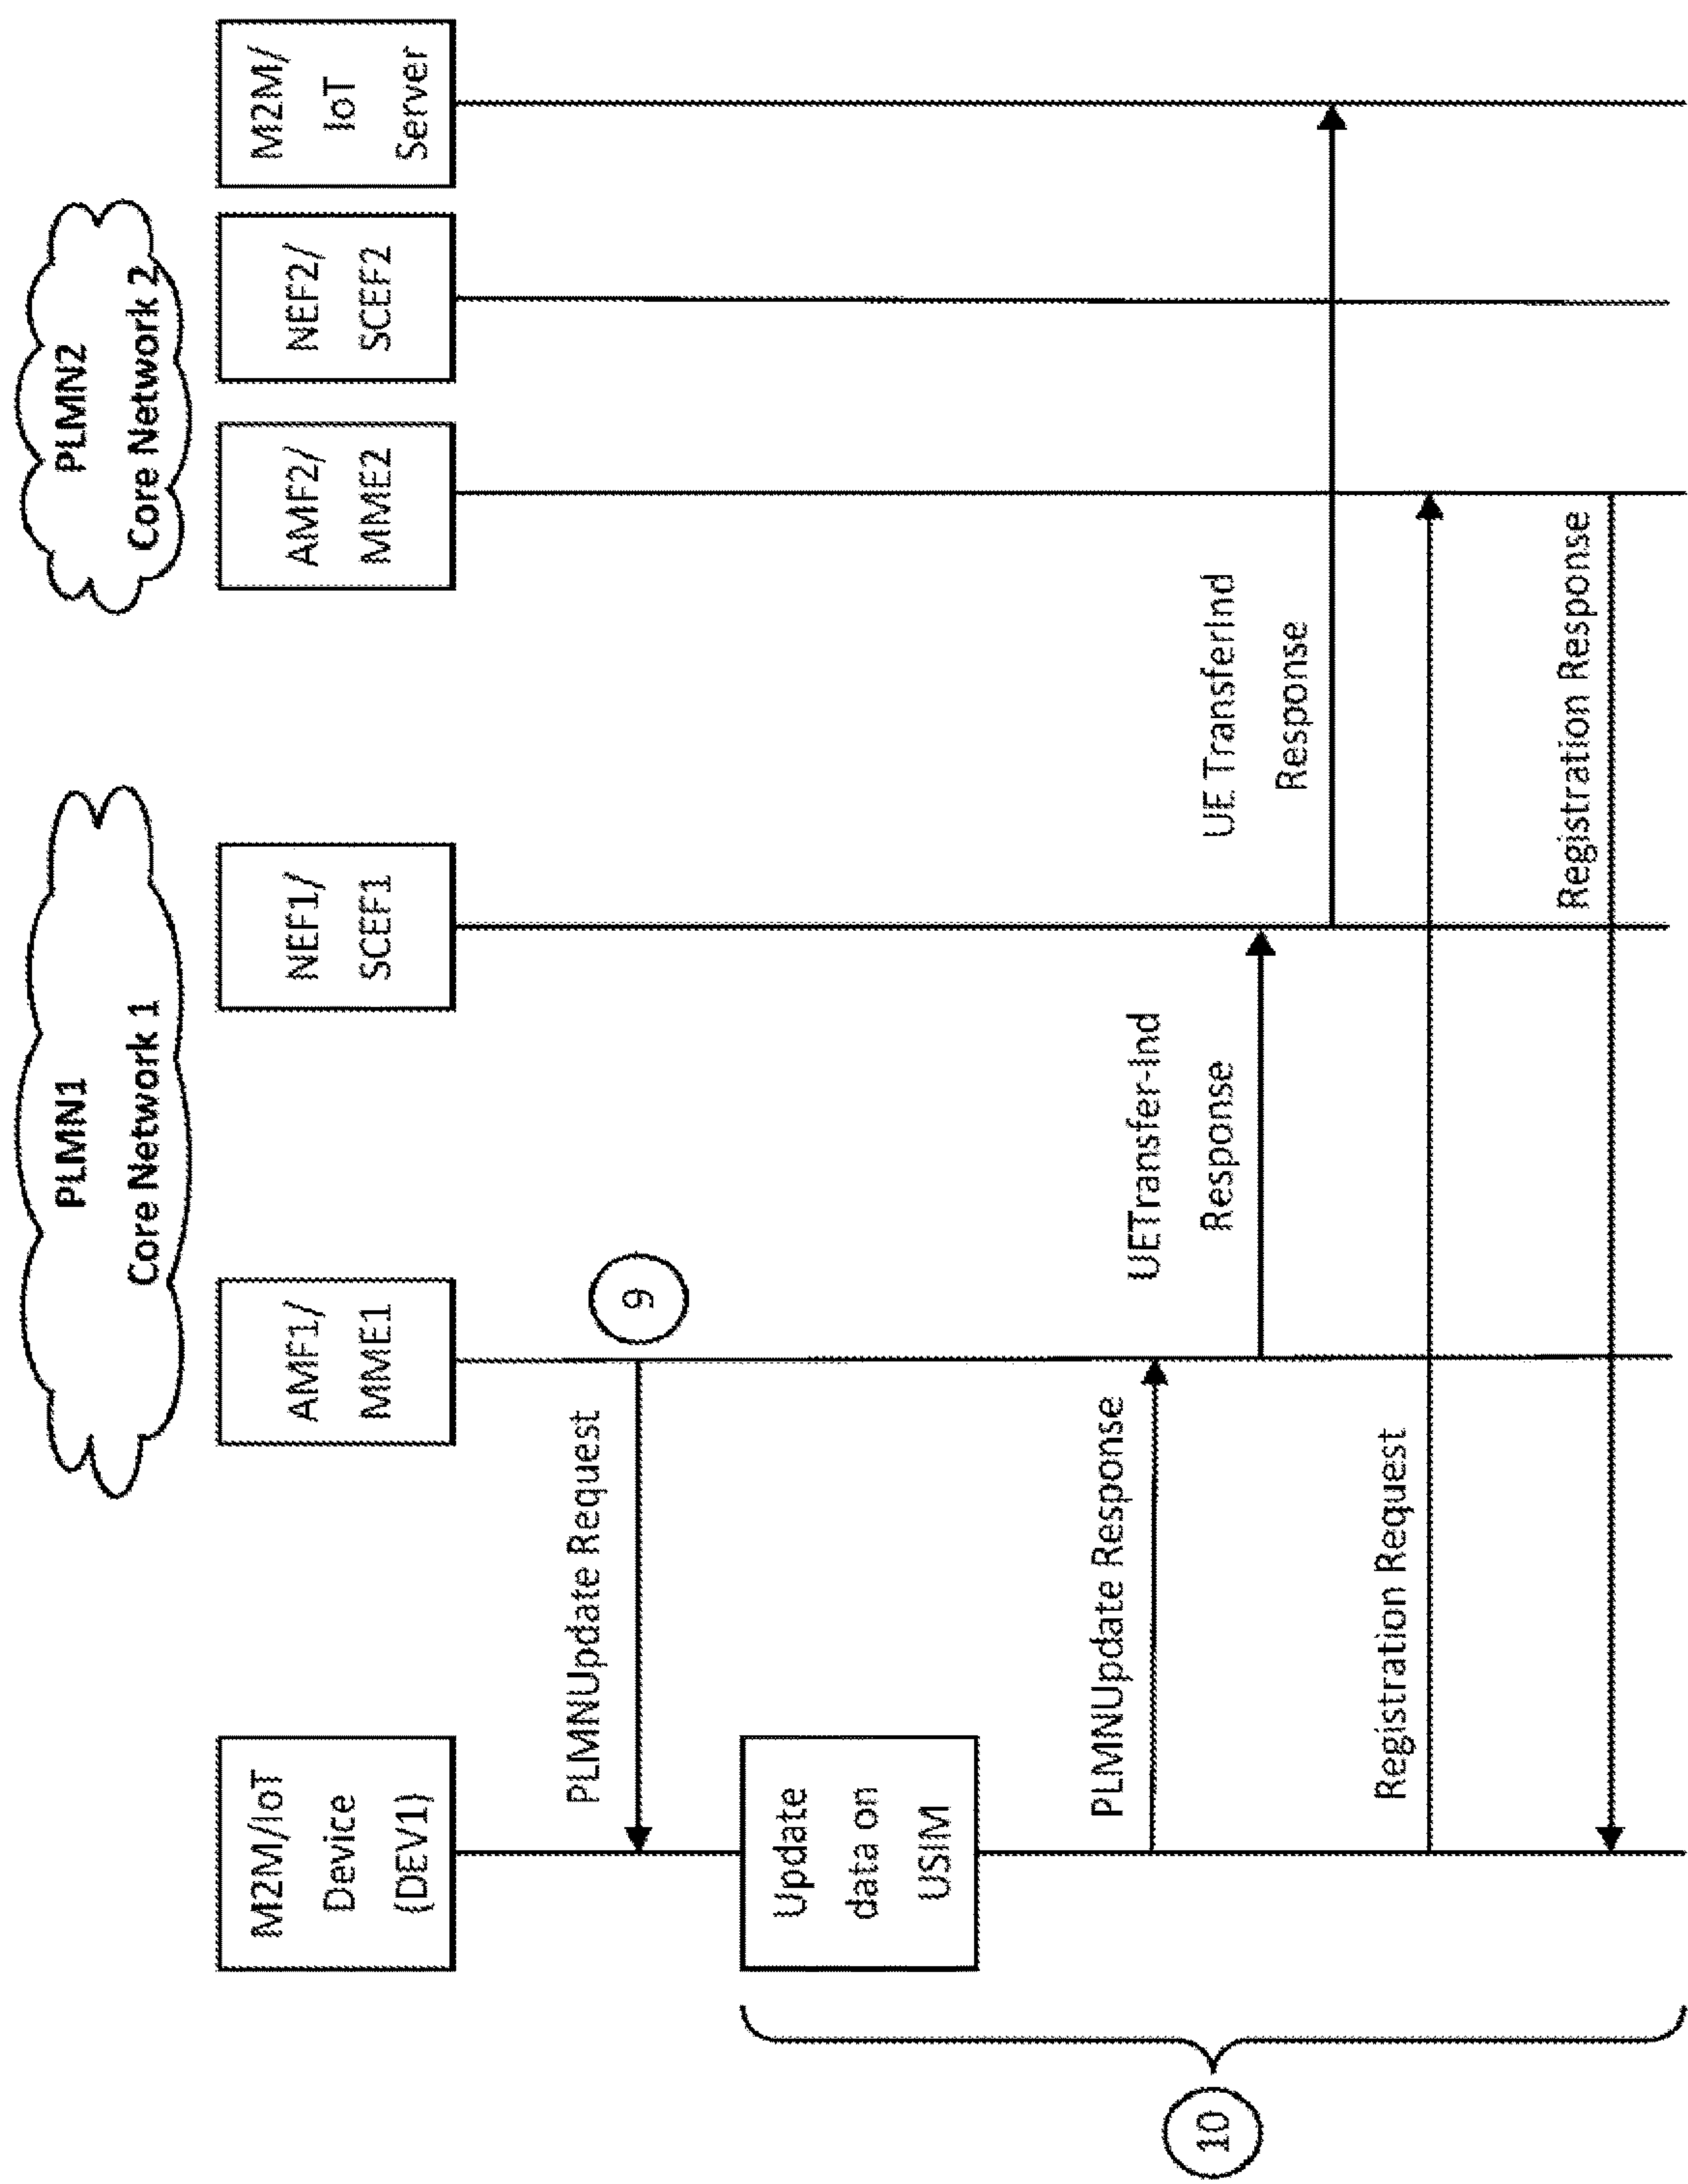 PLMN1
Core Network 1
PLMN2
Core Network 2
M2M/IoT
Device
(DEV1)
AMF1/
MME1
NEF1/
SCEF1
AMF2/
MME2
NEF2/
SCEF2
M2M/
IoT
Server
PLMNUpdate Request
9
Update
data on
USIM
PLMNUpdate Response
UETransfer-Ind
Response
UE TransferInd
Response
Registration Request
Registration Response
10